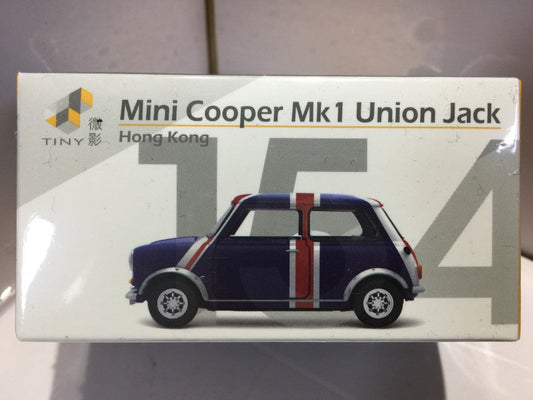 Mini Cooper Mk1 Union Jack
Hong Kong
TINY 微影
154